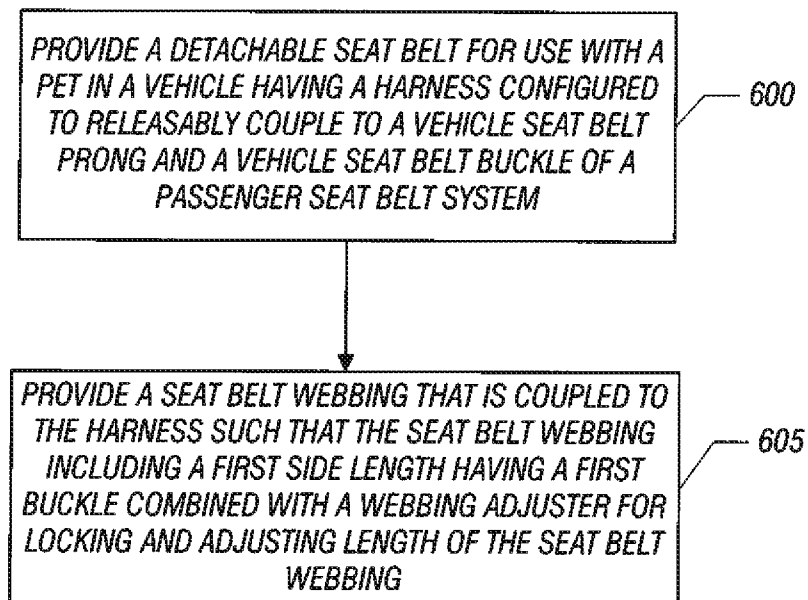 PROVIDE A DETACHABLE SEAT BELT FOR USE WITH A
PET IN A VEHICLE HAVING A HARNESS CONFIGURED
TO RELEASABLY COUPLE TO A VEHICLE SEAT BELT
PRONG AND A VEHICLE SEAT BELT BUCKLE OF A
PASSENGER SEAT BELT SYSTEM
600
PROVIDE A SEAT BELT WEBBING THAT IS COUPLED TO
THE HARNESS SUCH THAT THE SEAT BELT WEBBING
INCLUDING A FIRST SIDE LENGTH HAVING A FIRST
BUCKLE COMBINED WITH A WEBBING ADJUSTER FOR
LOCKING AND ADJUSTING LENGTH OF THE SEAT BELT
WEBBING
605